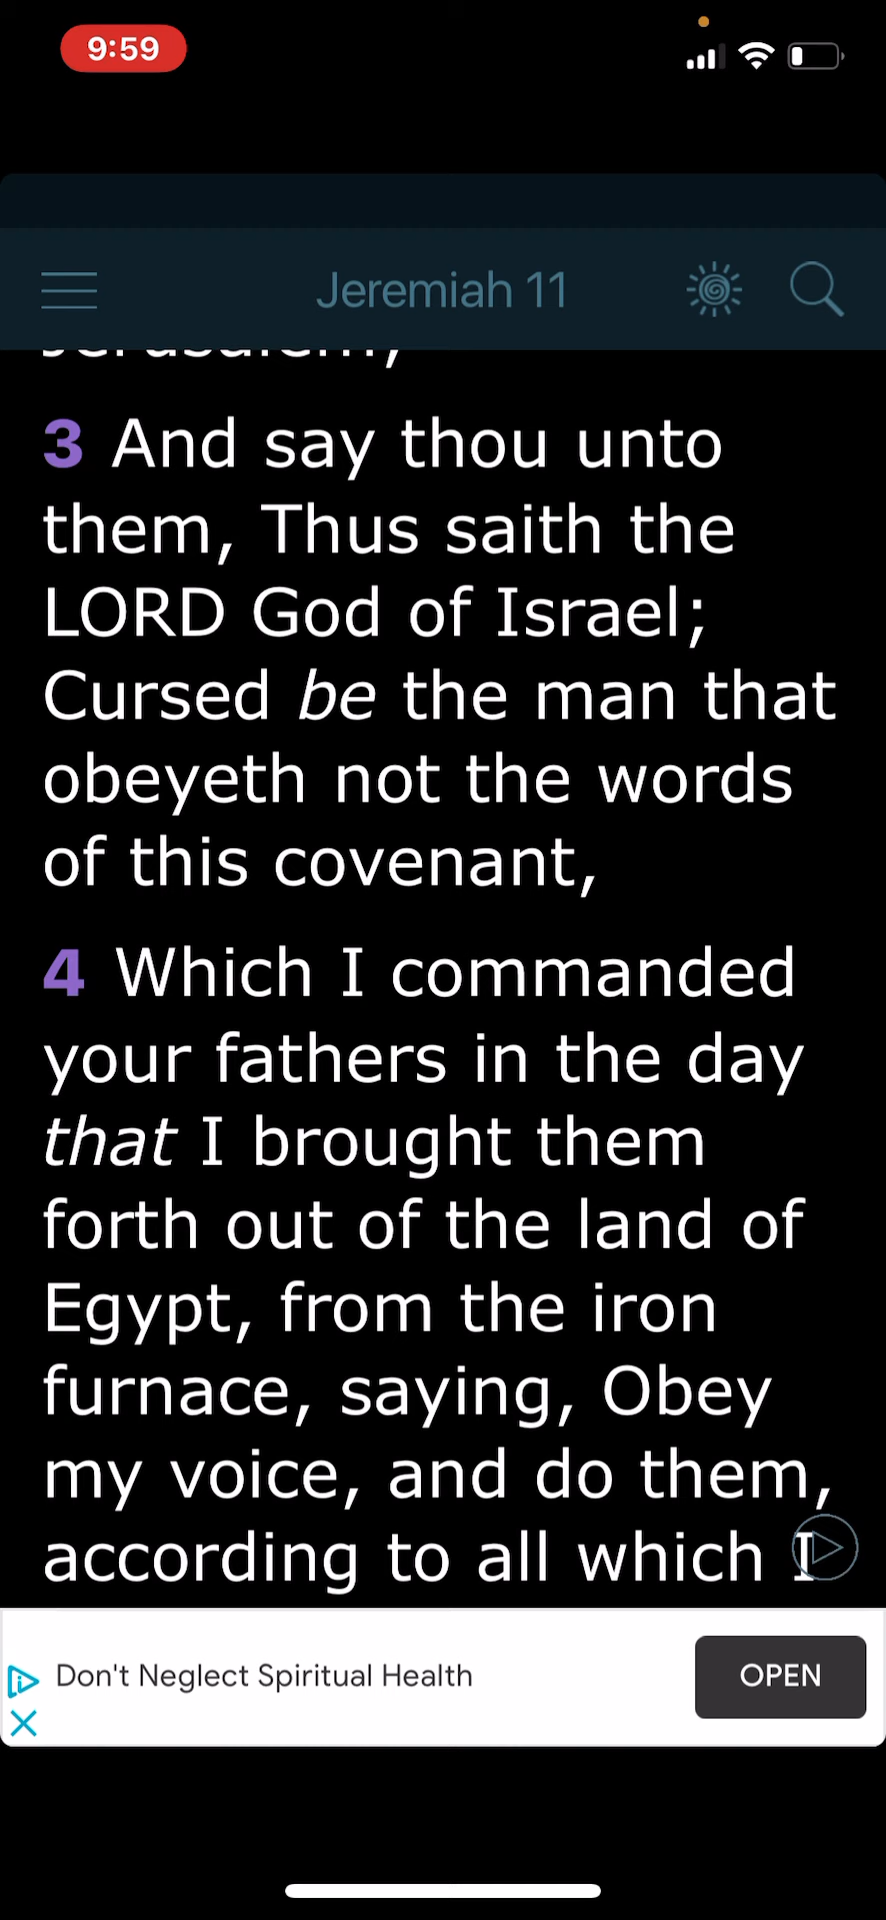 9:59
Jeremiah 11
Jerusalem,
3 And say thou unto
them, Thus saith the
LORD God of Israel;
Cursed be the man that
obeyeth not the words
of this covenant,
4 Which I commanded
your fathers in the day
that I brought them
forth out of the land of
Egypt, from the iron
furnace, saying, Obey
my voice, and do them,
according to all which I
Don't Neglect Spiritual Health
OPEN